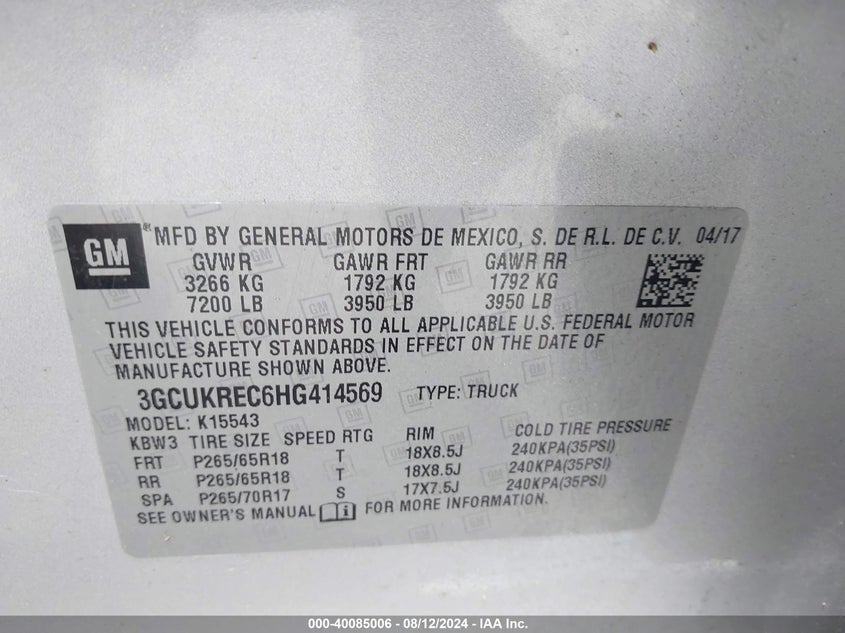 GM
MFD BY GENERAL MOTORS DE MEXICO, S. DE R.L. DE C.V. 04/17
GVWR GAWR FRT GAWR RR
3266 KG 1792 KG 1792 KG
7200 LB 3950 LB 3950 LB
THIS VEHICLE CONFORMS TO ALL APPLICABLE U.S. FEDERAL MOTOR
VEHICLE SAFETY STANDARDS IN EFFECT ON THE DATE OF
MANUFACTURE SHOWN ABOVE.
3GCUKREC6HG414569 TYPE: TRUCK
MODEL: K15543
KBW3 TIRE SIZE SPEED RTG RIM COLD TIRE PRESSURE
FRT P265/65R18 T 18X8.5J 240KPA(35PSI)
RR P265/65R18 T 18X8.5J 240KPA(35PSI)
SPA P265/70R17 S 17X7.5J 240KPA(35PSI)
SEE OWNER'S MANUAL i FOR MORE INFORMATION.
000-40085006 - 08/12/2024 - IAA Inc.